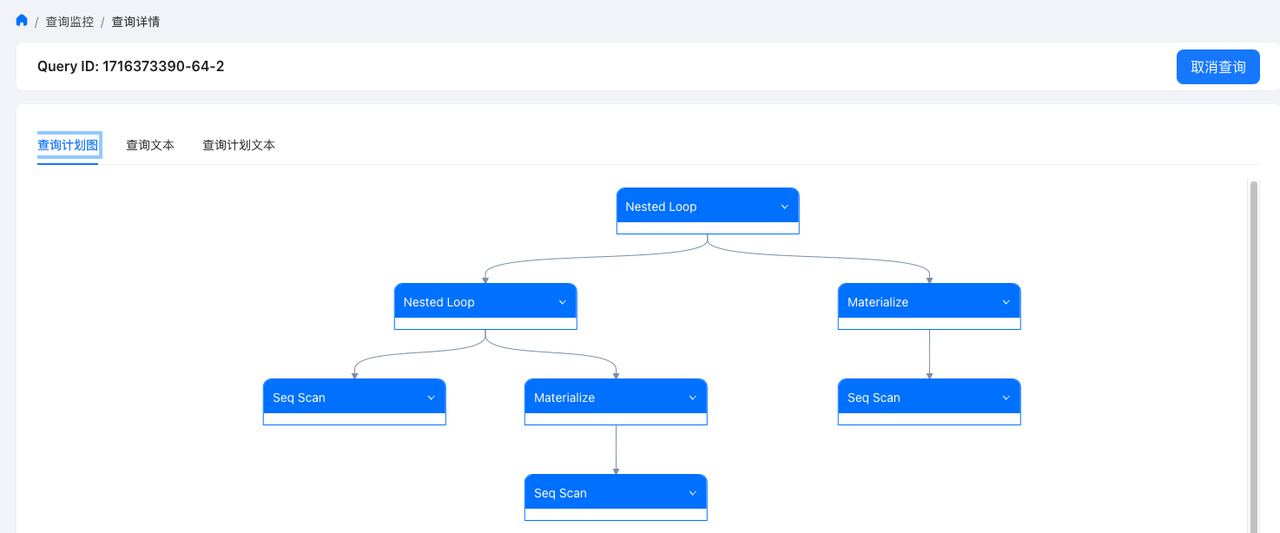 / 查询监控 / 查询详情
Query ID: 1716373390-64-2
取消查询
查询计划图 查询文本 查询计划文本
Nested Loop
Nested Loop
Materialize
Seq Scan
Materialize
Seq Scan
Seq Scan